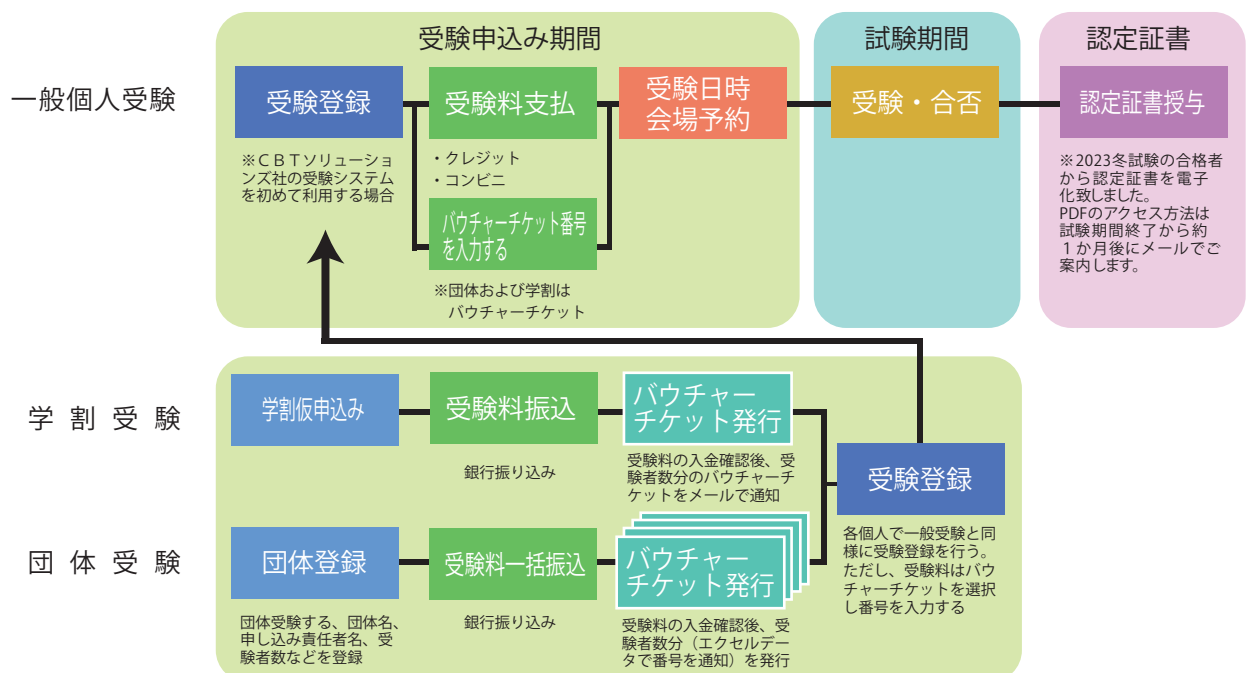 受験申込み期間
試験期間
認定証書
一般個人受験
受験登録
受験料支払
受験日時
会場予約
受験・合否
認定証書授与
※ＣＢＴソリューショ
ンズ社の受験システム
を初めて利用する場合
・クレジット
・コンビニ
バウチャーチケット番号
を入力する
※団体および学割は
バウチャーチケット
※2023冬試験の合格者
から認定証書を電子
化致しました。
PDFのアクセス方法は
試験期間終了から約
１か月後にメールでご
案内します。
学割受験
学割仮申込み
受験料振込
銀行振り込み
バウチャー
チケット発行
受験料の入金確認後、受
験者数分のバウチャーチ
ケットをメールで通知
受験登録
各個人で一般受験と同
様に受験登録を行う。
ただし、受験料はバウ
チャーチケットを選択
し番号を入力する
団体受験
団体登録
団体受験する、団体名、
申し込み責任者名、受
験者数などを登録
受験料一括振込
銀行振り込み
バウチャー
チケット発行
受験料の入金確認後、受
験者数分（エクセルデー
タで番号を通知）を発行